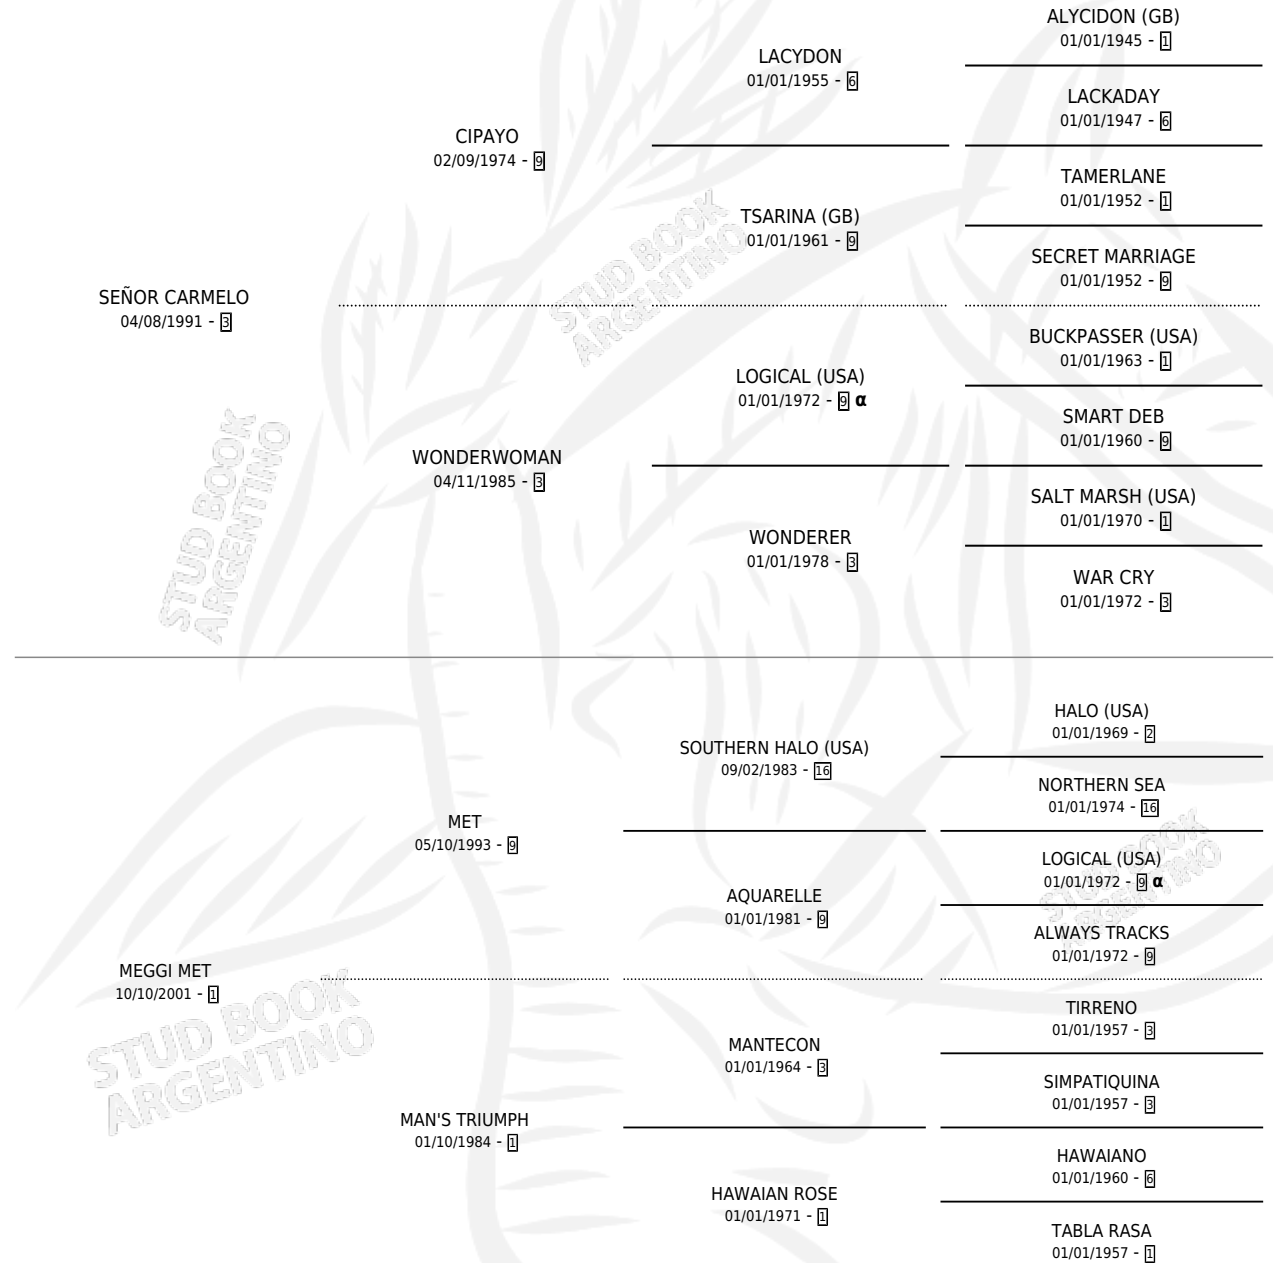 ALYCIDON (GB)
01/01/1945 - 1
LACYDON
01/01/1955 - 6
LACKADAY
01/01/1947 - 6
CIPAYO
02/09/1974 - 9
TAMERLANE
01/01/1952 - 1
TSARINA (GB)
01/01/1961 - 9
SECRET MARRIAGE
01/01/1952 - 9
SEÑOR CARMELO
04/08/1991 - 3
BUCKPASSER (USA)
01/01/1963 - 1
LOGICAL (USA)
01/01/1972 - 9 α
SMART DEB
01/01/1960 - 9
WONDERWOMAN
04/11/1985 - 3
SALT MARSH (USA)
01/01/1970 - 1
WONDERER
01/01/1978 - 3
WAR CRY
01/01/1972 - 3
HALO (USA)
01/01/1969 - 2
SOUTHERN HALO (USA)
09/02/1983 - 16
NORTHERN SEA
01/01/1974 - 16
MET
05/10/1993 - 9
LOGICAL (USA)
01/01/1972 - 9 α
AQUARELLE
01/01/1981 - 9
ALWAYS TRACKS
01/01/1972 - 9
MEGGI MET
10/10/2001 - 1
TIRRENO
01/01/1957 - 3
MANTECON
01/01/1964 - 3
SIMPATIQUINA
01/01/1957 - 3
MAN'S TRIUMPH
01/10/1984 - 1
HAWAIANO
01/01/1960 - 6
HAWAIAN ROSE
01/01/1971 - 1
TABLA RASA
01/01/1957 - 1
STUD BOOK
ARGENTINO
STUD BOOK
ARGENTINO
STUD BOOK
ARGENTINO
STUD BOOK
ARGENTINO